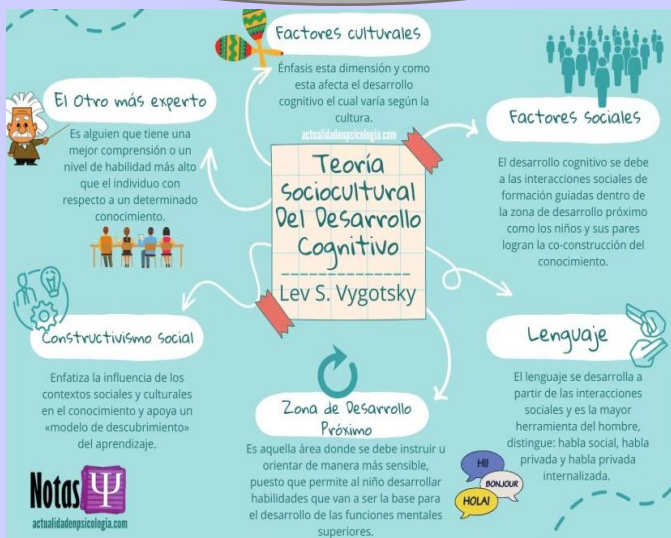 Factores culturales
Énfasis esta dimensión y como
esta afecta el desarrollo
cognitivo el cual varía según la
cultura.
actualidadenpsicologia.com
El Otro más experto
Es alguien que tiene una
mejor comprensión o un
nivel de habilidad más alto
que el individuo con
respecto a un determinado
conocimiento.
Factores sociales
El desarrollo cognitivo se debe
a las interacciones sociales de
formación guiadas dentro de
la zona de desarrollo próximo
como los niños y sus pares
logran la co-construcción del
conocimiento.
Teoría
Sociocultural
Del Desarrollo
Cognitivo
Lev S. Vygotsky
Constructivismo social
Enfatiza la influencia de los
contextos sociales y culturales
en el conocimiento y apoya un
«modelo de descubrimiento»
del aprendizaje.
Lenguaje
El lenguaje se desarrolla a
partir de las interacciones
sociales y es la mayor
herramienta del hombre,
distingue: habla social, habla
privada y habla privada
internalizada.
Zona de Desarrollo
Próximo
Es aquella área donde se debe instruir u
orientar de manera más sensible,
puesto que permite al niño desarrollar
habilidades que van a ser la base para
el desarrollo de las funciones mentales
superiores.
HI!
BONJOUR
HOLA!
Notas Ψ
actualidadenpsicologia.com